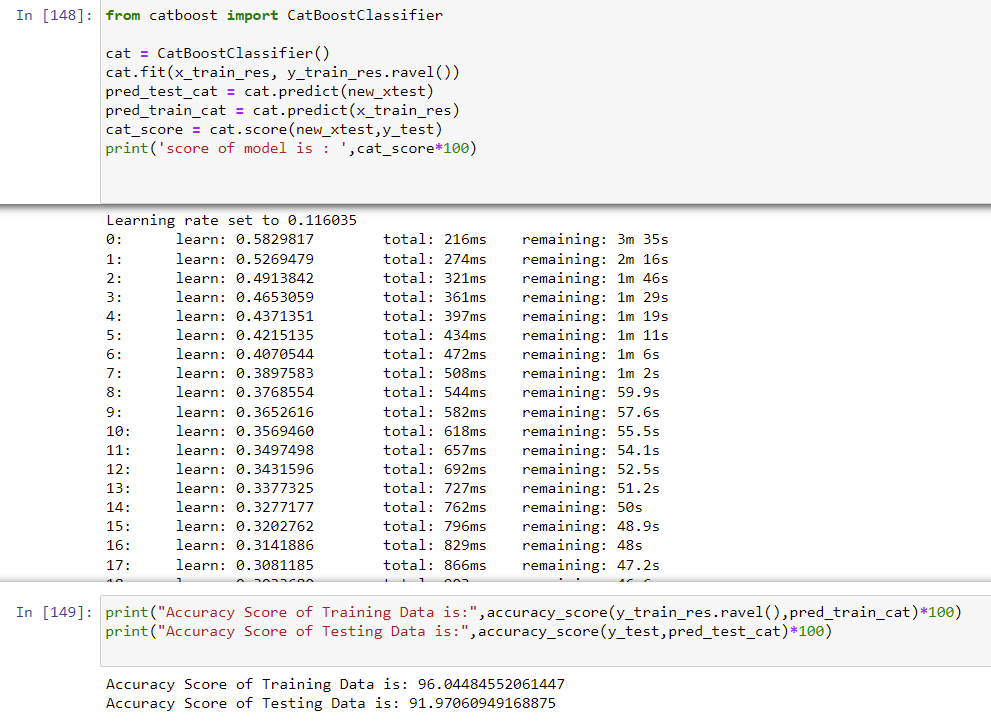 In [148]: from catboost import CatBoostClassifier
cat = CatBoostClassifier()
cat.fit(x_train_res, y_train_res.ravel())
pred_test_cat = cat.predict(new_xtest)
pred_train_cat = cat.predict(x_train_res)
cat_score = cat.score(new_xtest,y_test)
print('score of model is : ',cat_score*100)
Learning rate set to 0.116035
0: learn: 0.5829817 total: 216ms remaining: 3m 35s
1: learn: 0.5269479 total: 274ms remaining: 2m 16s
2: learn: 0.4913842 total: 321ms remaining: 1m 46s
3: learn: 0.4653059 total: 361ms remaining: 1m 29s
4: learn: 0.4371351 total: 397ms remaining: 1m 19s
5: learn: 0.4215135 total: 434ms remaining: 1m 11s
6: learn: 0.4070544 total: 472ms remaining: 1m 6s
7: learn: 0.3897583 total: 508ms remaining: 1m 2s
8: learn: 0.3768554 total: 544ms remaining: 59.9s
9: learn: 0.3652616 total: 582ms remaining: 57.6s
10: learn: 0.3569460 total: 618ms remaining: 55.5s
11: learn: 0.3497498 total: 657ms remaining: 54.1s
12: learn: 0.3431596 total: 692ms remaining: 52.5s
13: learn: 0.3377325 total: 727ms remaining: 51.2s
14: learn: 0.3277177 total: 762ms remaining: 50s
15: learn: 0.3202762 total: 796ms remaining: 48.9s
16: learn: 0.3141886 total: 829ms remaining: 48s
17: learn: 0.3081185 total: 866ms remaining: 47.2s
In [149]: print("Accuracy Score of Training Data is:",accuracy_score(y_train_res.ravel(),pred_train_cat)*100)
print("Accuracy Score of Testing Data is:",accuracy_score(y_test,pred_test_cat)*100)
Accuracy Score of Training Data is: 96.04484552061447
Accuracy Score of Testing Data is: 91.97060949168875